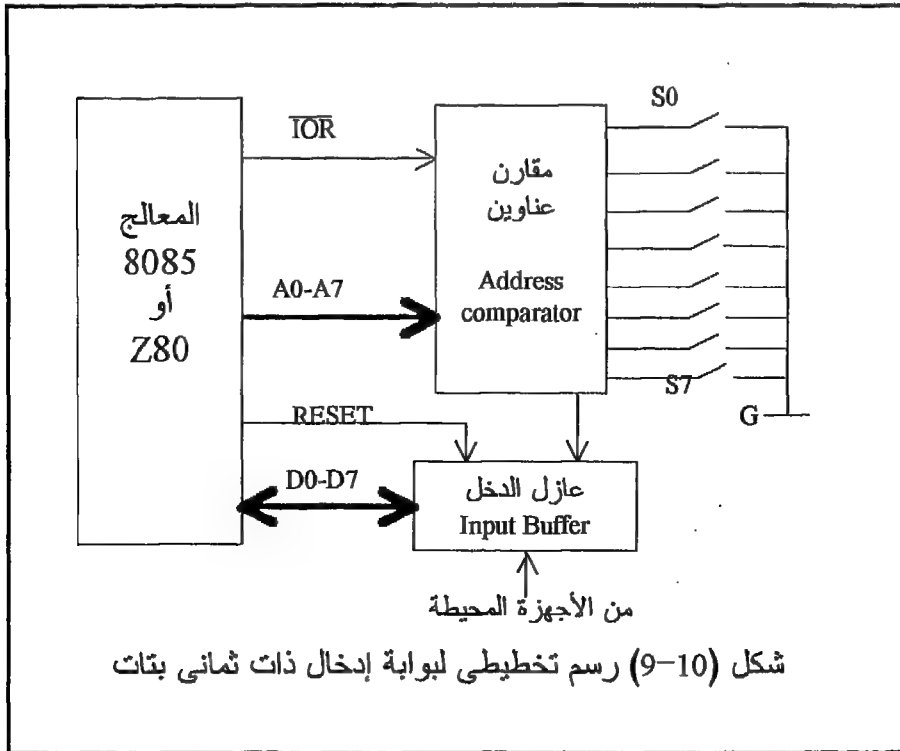 المعالج
8085
أو
Z80
IOR
A0-A7
RESET
D0-D7
مقارن
عناوين
Address
comparator
S0
S7
G
عازل الدخل
Input Buffer
من الأجهزة المحيطة
شكل (10-9) رسم تخطيطى لبوابة إدخال ذات ثمانى بتات